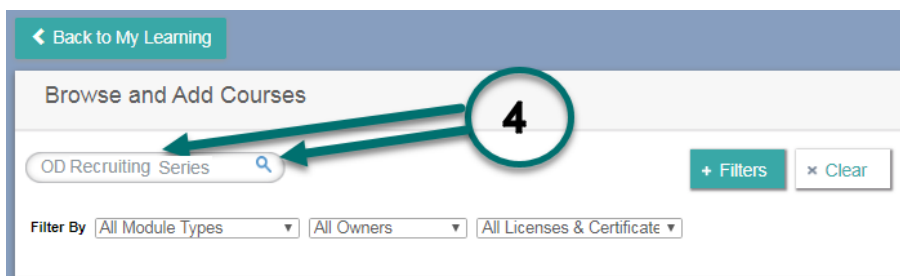 Back to My Learning
Browse and Add Courses
4
OD Recruiting Series
+ Filters
× Clear
Filter By All Module Types All Owners All Licenses & Certificate